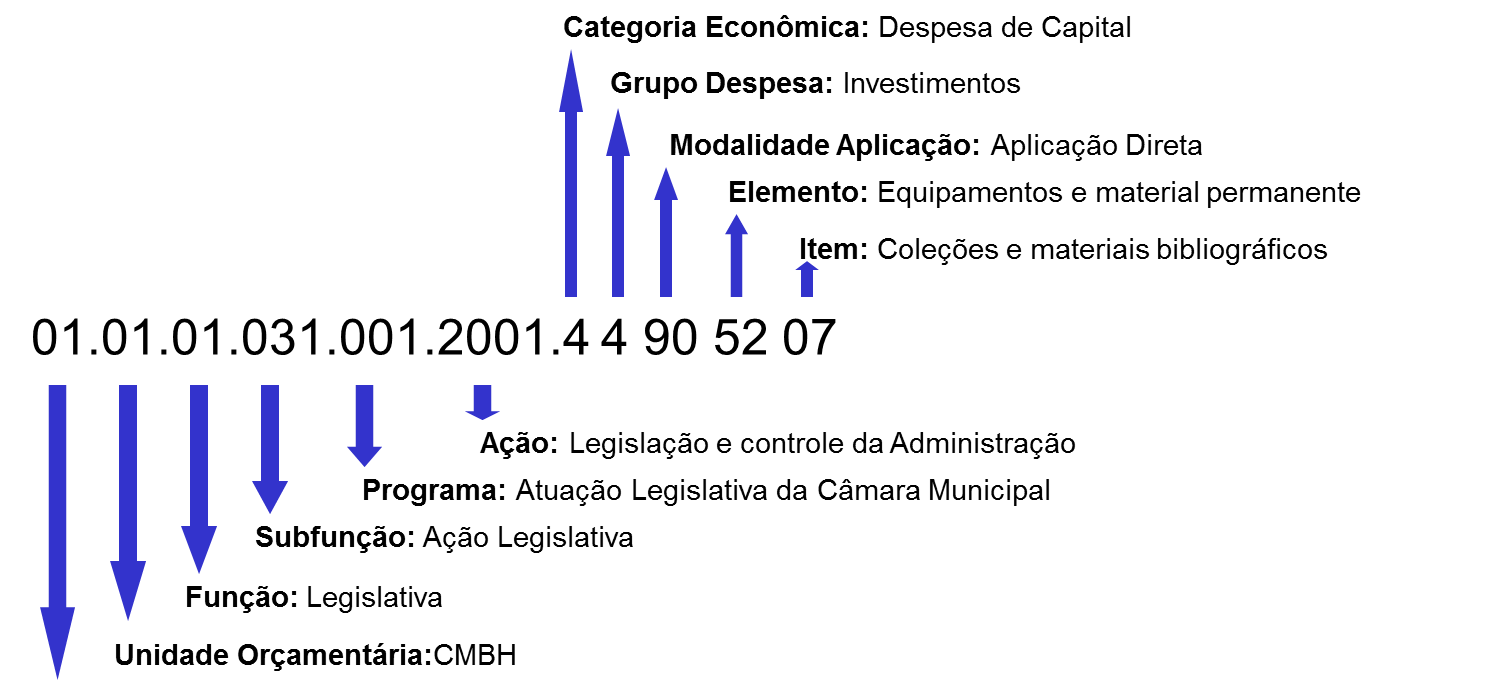 Categoria Econômica: Despesa de Capital
Grupo Despesa: Investimentos
Modalidade Aplicação: Aplicação Direta
Elemento: Equipamentos e material permanente
Item: Coleções e materiais bibliográficos
01.01.01.031.001.2001.4 4 90 52 07
Ação: Legislação e controle da Administração
Programa: Atuação Legislativa da Câmara Municipal
Subfunção: Ação Legislativa
Função: Legislativa
Unidade Orçamentária:CMBH